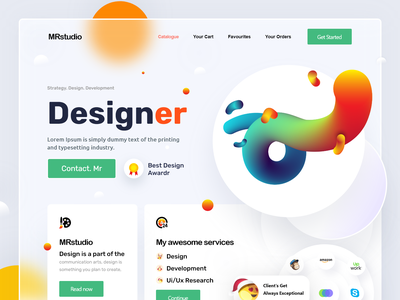 MRstudio
Catalogue Your Cart Favourites Your Orders Get Started
Strategy. Design. Development!
Designer
Lorem Ipsum is simply dummy text of the printing
and typesetting industry.
Contact. Mr
Best Design
Awardr
MRstudio
Design is a part of the
communication arts, design is
something you plan to create,
Read now
24
My awesome services
Design
Development
Ui/Ux Research
Continue
amazon
up
work
Client's Get
Always Exceptional